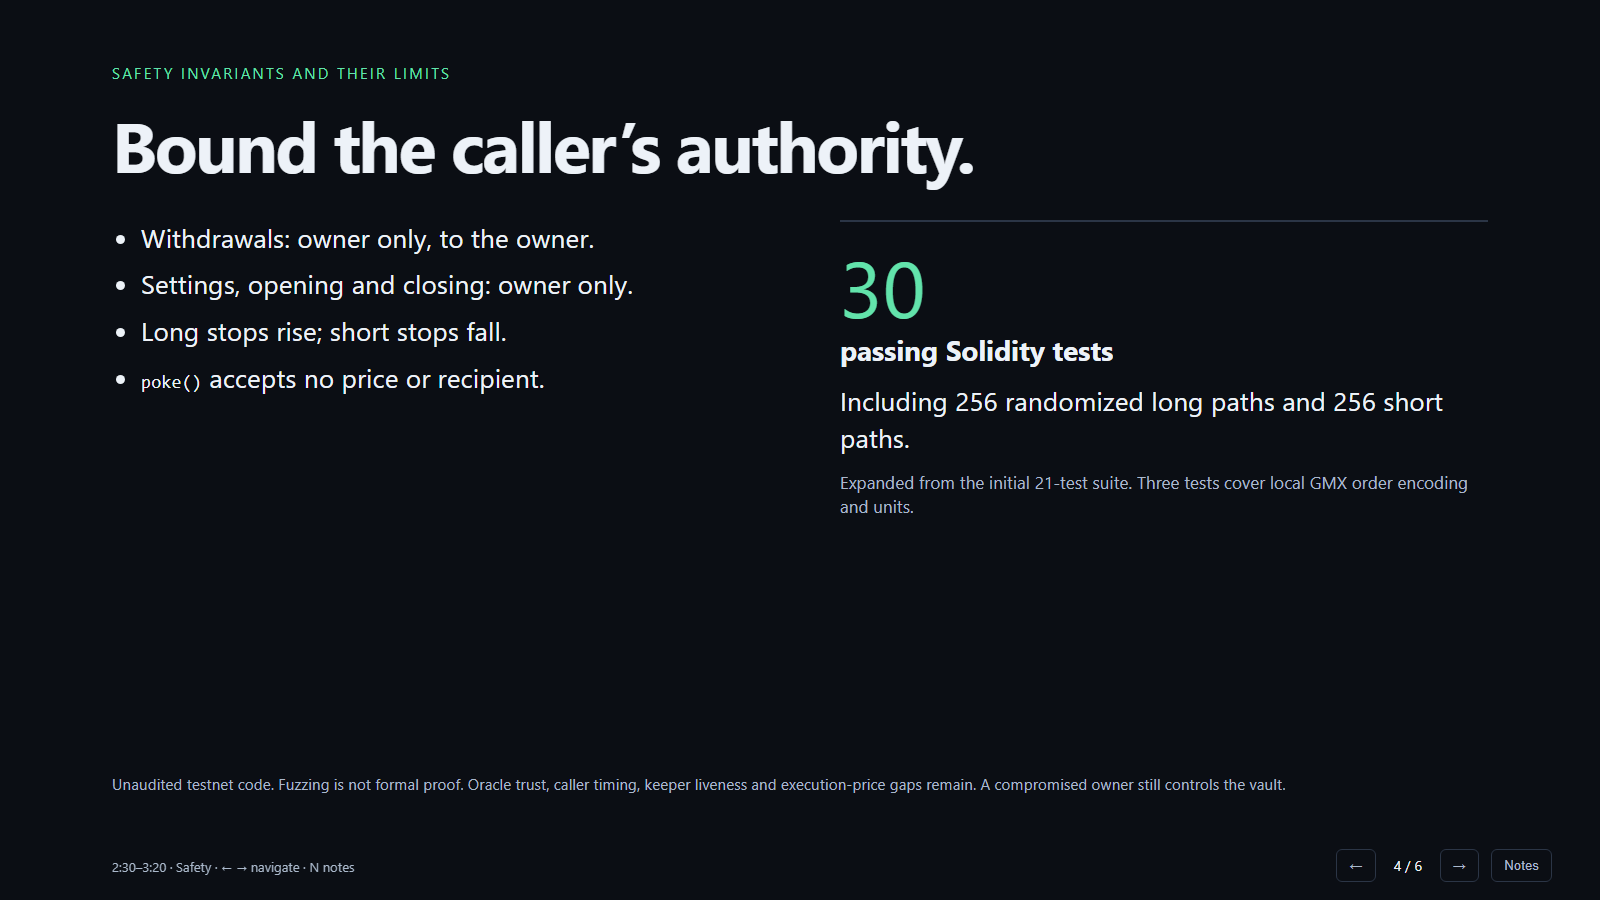 SAFETY INVARIANTS AND THEIR LIMITS
Bound the caller’s authority.
• Withdrawals: owner only, to the owner.
• Settings, opening and closing: owner only.
• Long stops rise; short stops fall.
• poke() accepts no price or recipient.
30
passing Solidity tests
Including 256 randomized long paths and 256 short
paths.
Expanded from the initial 21-test suite. Three tests cover local GMX order encoding
and units.
Unaudited testnet code. Fuzzing is not formal proof. Oracle trust, caller timing, keeper liveness and execution-price gaps remain. A compromised owner still controls the vault.
2:30–3:20 · Safety · ← → navigate · N notes
← 4 / 6 → Notes